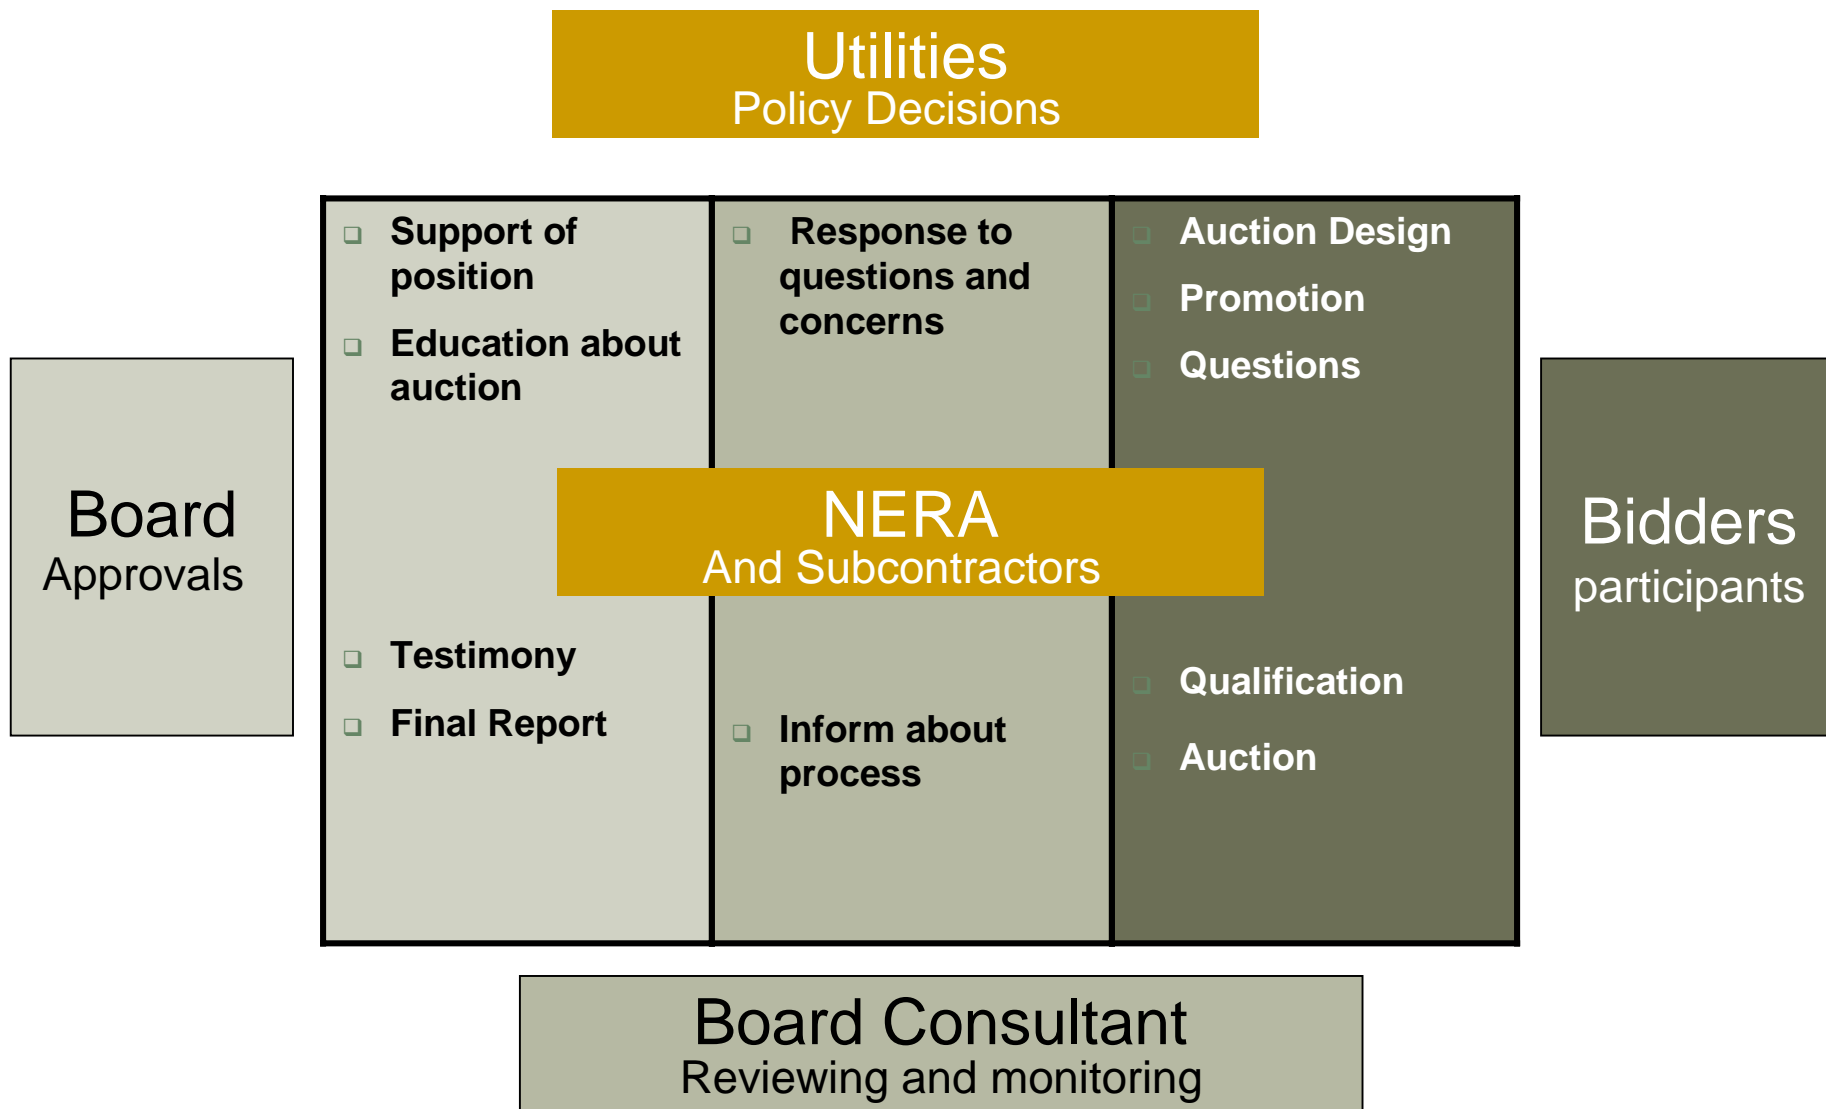 Utilities
Policy Decisions
Support of
position
Education about
auction
Response to
questions and
concerns
Auction Design
Promotion
Questions
Board
Approvals
NERA
And Subcontractors
Bidders
participants
Testimony
Final Report
Inform about
process
Qualification
Auction
Board Consultant
Reviewing and monitoring